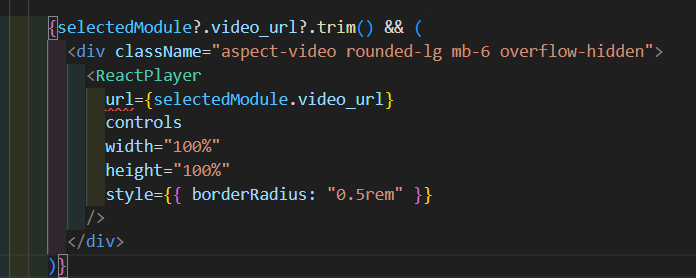 {selectedModule?.video_url?.trim() && (
<div className="aspect-video rounded-lg mb-6 overflow-hidden">
<ReactPlayer
url={selectedModule.video_url}
controls
width="100%"
height="100%"
style={{ borderRadius: "0.5rem" }}
/>
</div>
)}